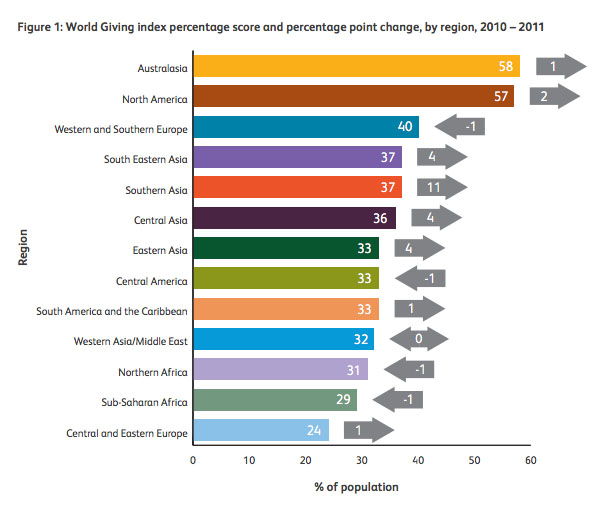 Figure 1: World Giving index percentage score and percentage point change, by region, 2010 – 2011
Australasia 58 1
North America 57 2
Western and Southern Europe 40 -1
South Eastern Asia 37 4
Southern Asia 37 11
Central Asia 36 4
Eastern Asia 33 4
Central America 33 -1
South America and the Caribbean 33 1
Western Asia/Middle East 32 0
Northern Africa 31 -1
Sub-Saharan Africa 29 -1
Central and Eastern Europe 24 1
Region
0 10 20 30 40 50 60
% of population